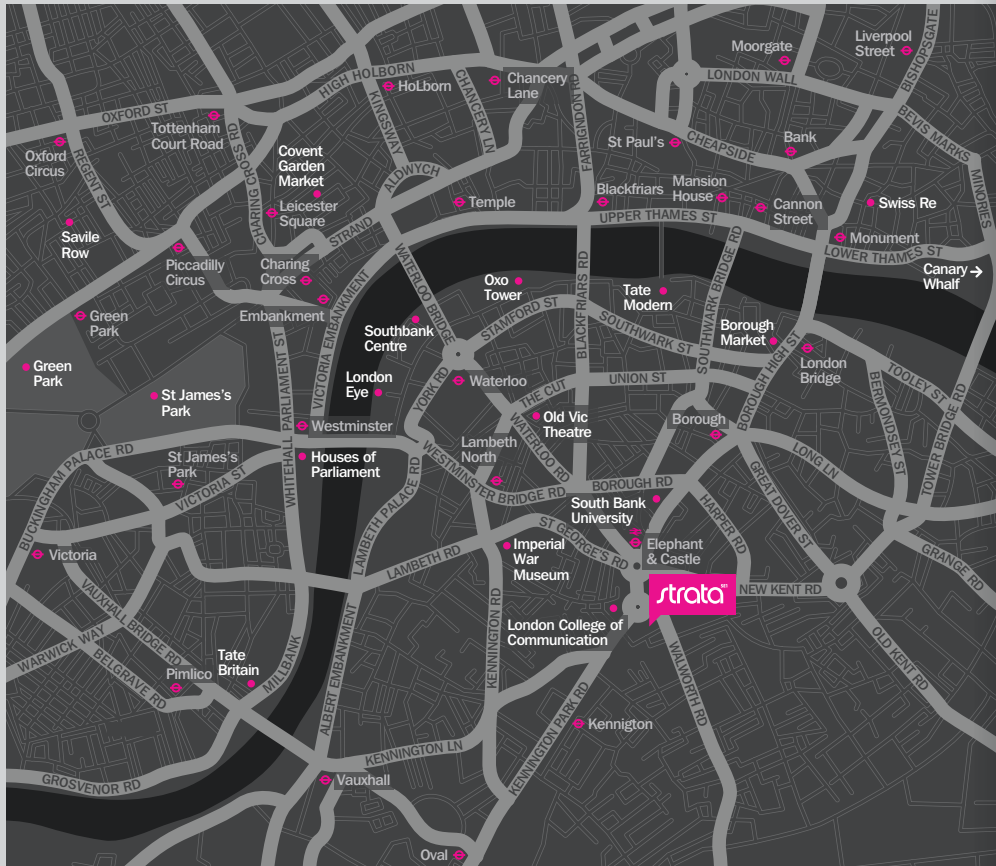 Moorgate
Liverpool
Street
BISHOPSGATE
HIGH HOLBORN
HoLborn
CHANCERY LN
Chancery
Lane
FARRIGNDON RD
LONDON WALL
OXFORD ST
KINGSWAY
Tottenham
Court Road
Oxford
Circus
REGENT ST
CHARING CROSS RD
Covent
Garden
Market
ALDWYCH
St Paul's
CHEAPSIDE
Bank
BEVIS MARKS
MINORIES
Leicester
Square
STRAND
Temple
Blackfriars
Mansion
House
Cannon
Street
Swiss Re
UPPER THAMES ST
Savile
Row
Piccadilly
Circus
Charing
Cross
Monument
LOWER THAMES ST
Canary
Whalf
Embankment
VICTORIA EMBANKMENT
WATERLOO BRIDGE
Oxo
Tower
BLACKFRIARS RD
Tate
Modern
SOUTHWARK BRIDGE RD
Green
Park
Southbank
Centre
STAMFORD ST
SOUTHWARK ST
Borough
Market
BOROUGH HIGH ST
London
Bridge
Green
Park
St James's
Park
WHITEHALL PARLIAMENT ST
London
Eye
YORK RD
Waterloo
THE CUT
UNION ST
BERMONDSEY ST
TOOLEY ST
TOWER BRIDGE RD
Westminster
Old Vic
Theatre
WATERLOO RD
Borough
BUCKINGHAM PALACE RD
St James's
Park
VICTORIA ST
Houses of
Parliament
LAMBETH PALACE RD
Lambeth
North
WESTMINSTER BRIDGE RD
BOROUGH RD
LONG LN
GREAT DOVER ST
HARPER RD
South Bank
University
Victoria
LAMBETH RD
ST GEORGE'S RD
Imperial
War
Museum
Elephant
& Castle
GRANGE RD
strata
NEW KENT RD
VAUXHALL BRIDGE RD
WARWICK WAY
BELGRAVE RD
Pimlico
Tate
Britain
MILLBANK
ALBERT EMBANKMENT
KENNINGTON RD
London College of
Communication
WALWORTH RD
OLD KENT RD
KENNINGTON PARK RD
Kennington
KENNINGTON LN
GROSVENOR RD
Vauxhall
Oval